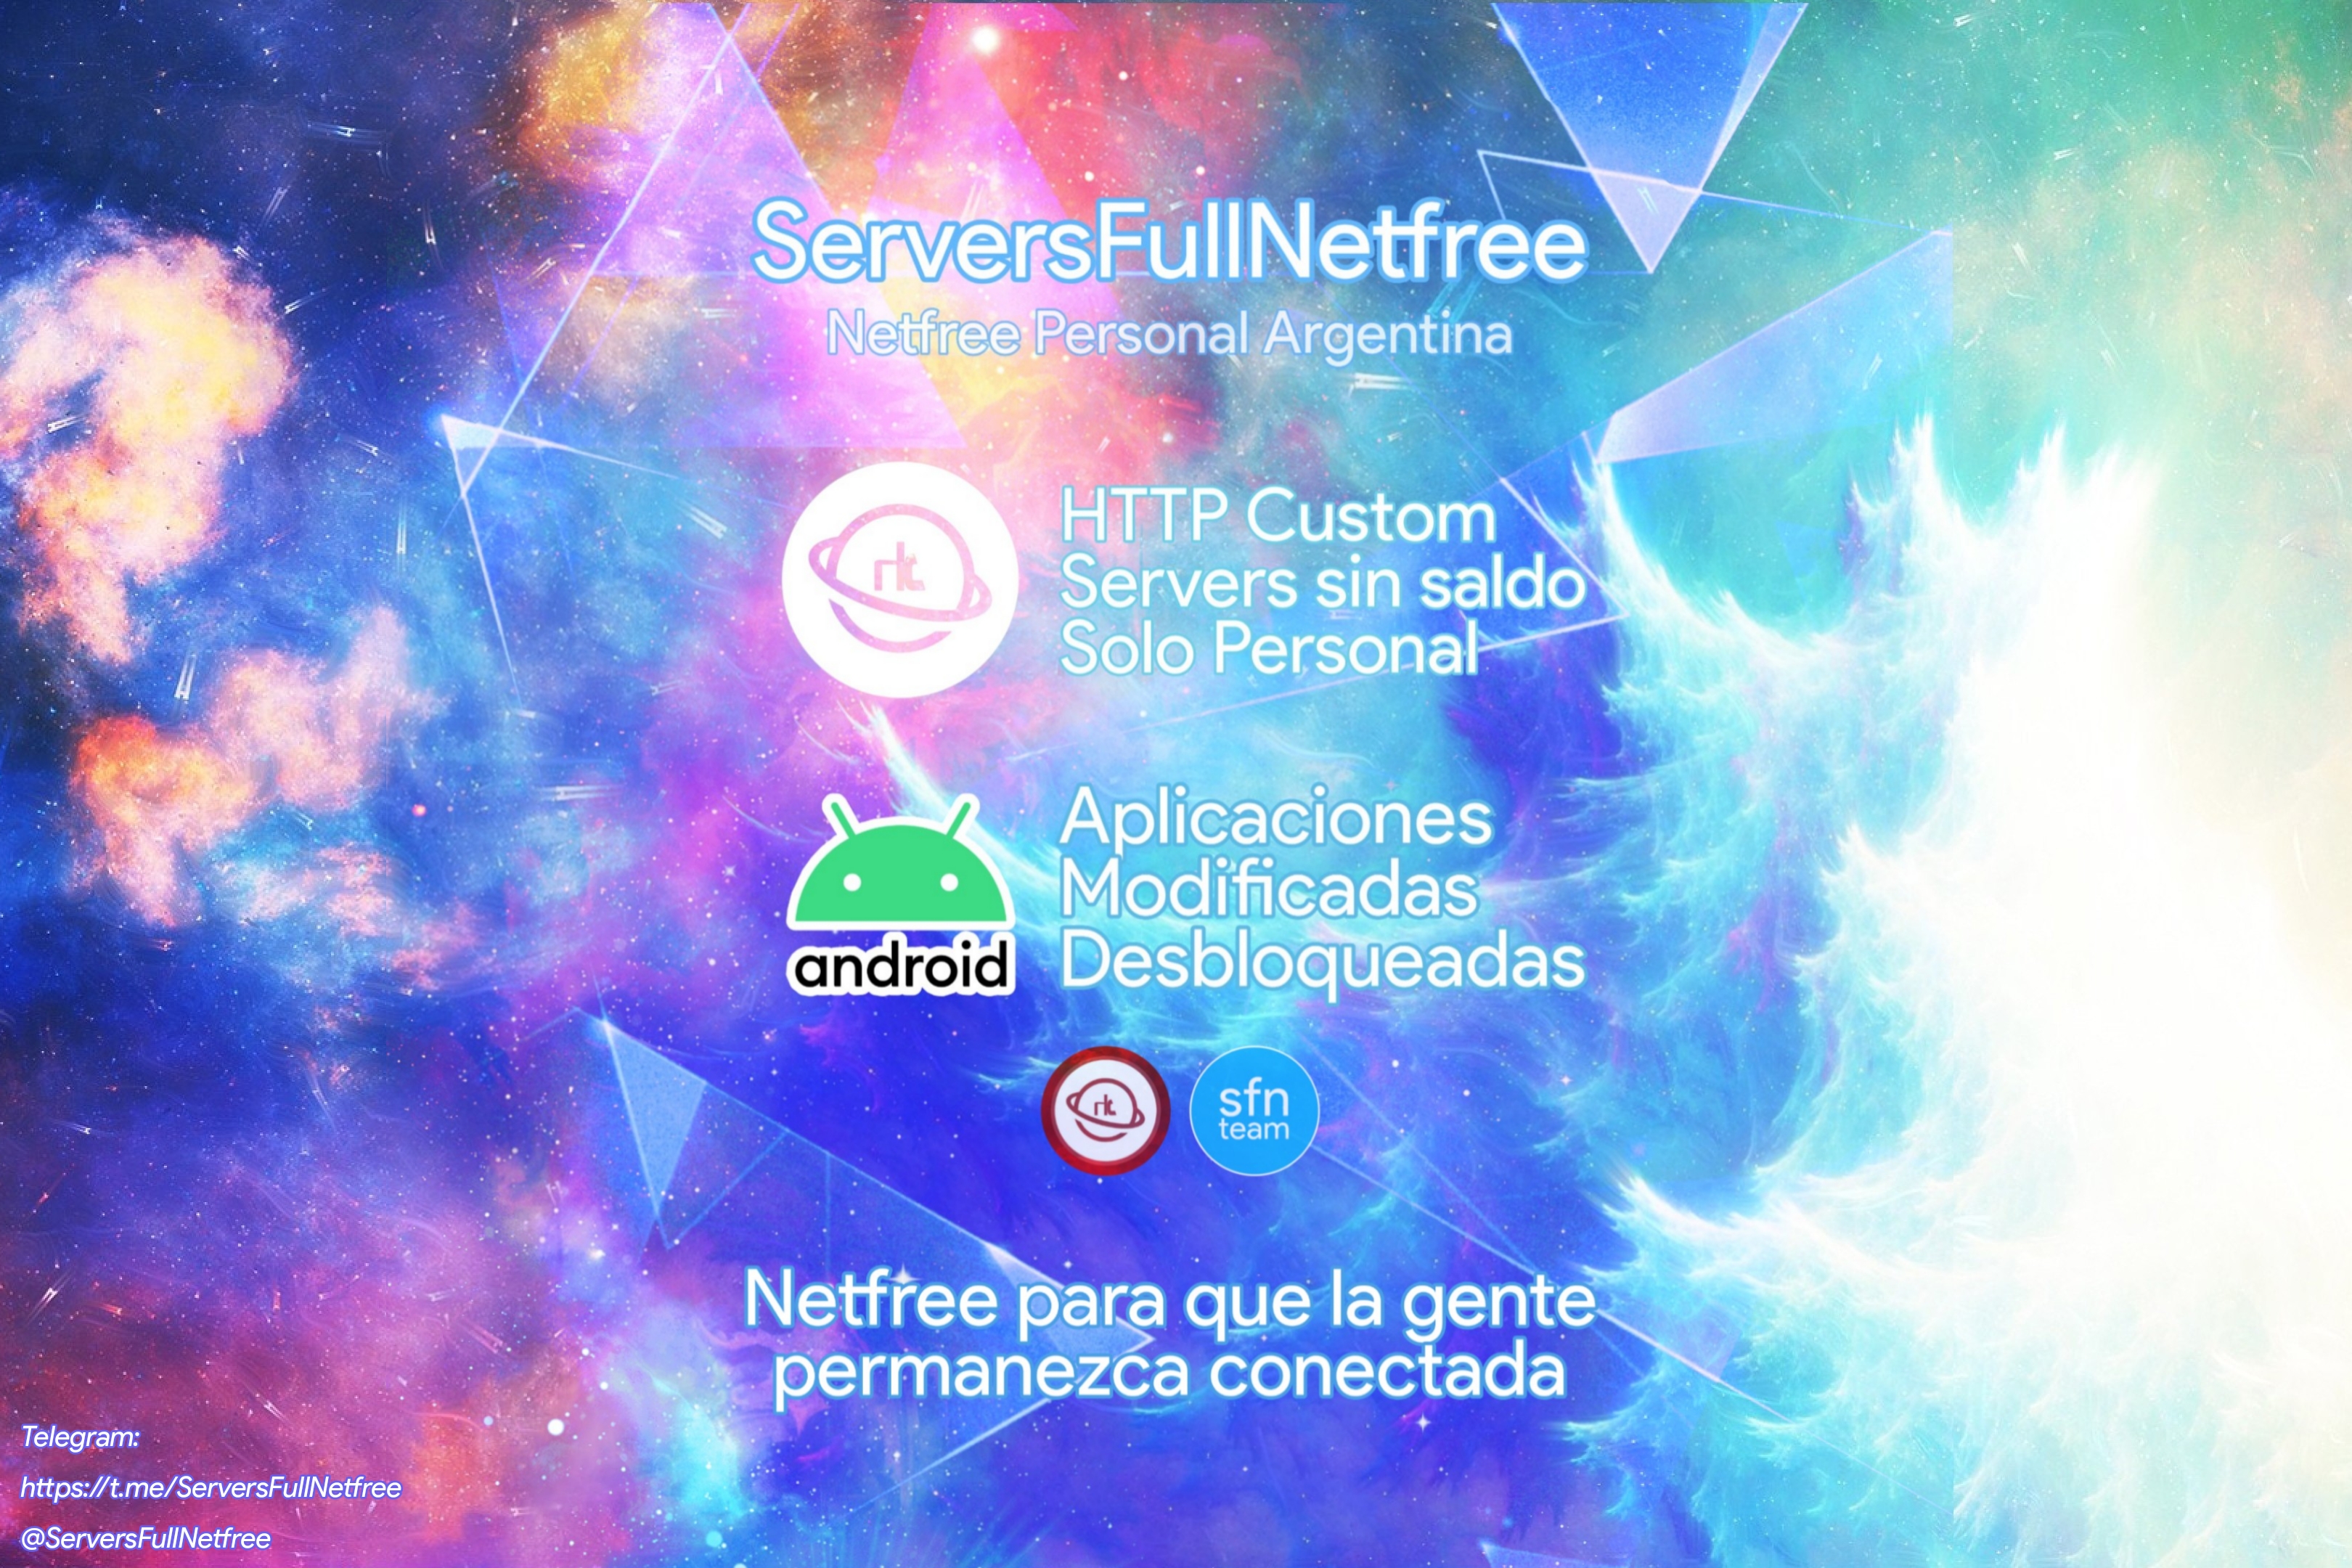 ServersFullNetfree
Netfree Personal Argentina
HTTP Custom
Servers sin saldo
Solo Personal
rkt
android
Aplicaciones
Modificadas
Desbloqueadas
sfn
team
Netfree para que la gente
permanezca conectada
Telegram:
https://t.me/ServersFullNetfree
@ServersFullNetfree